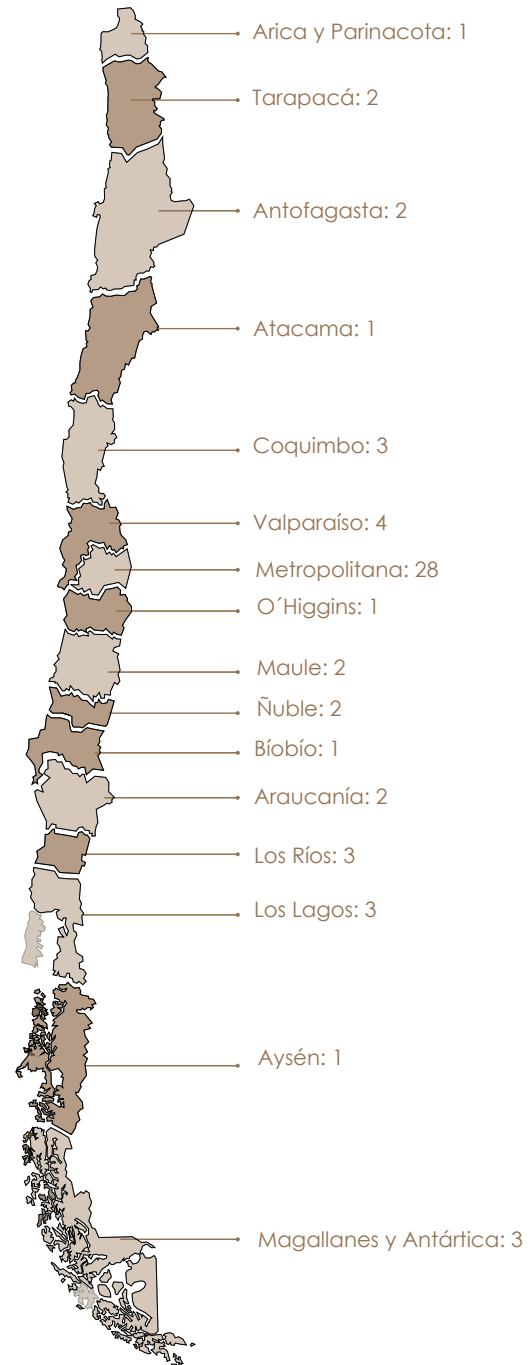 Arica y Parinacota: 1
Tarapacá: 2
Antofagasta: 2
Atacama: 1
Coquimbo: 3
Valparaíso: 4
Metropolitana: 28
O´Higgins: 1
Maule: 2
Ñuble: 2
Bíobío: 1
Araucanía: 2
Los Ríos: 3
Los Lagos: 3
Aysén: 1
Magallanes y Antártica: 3